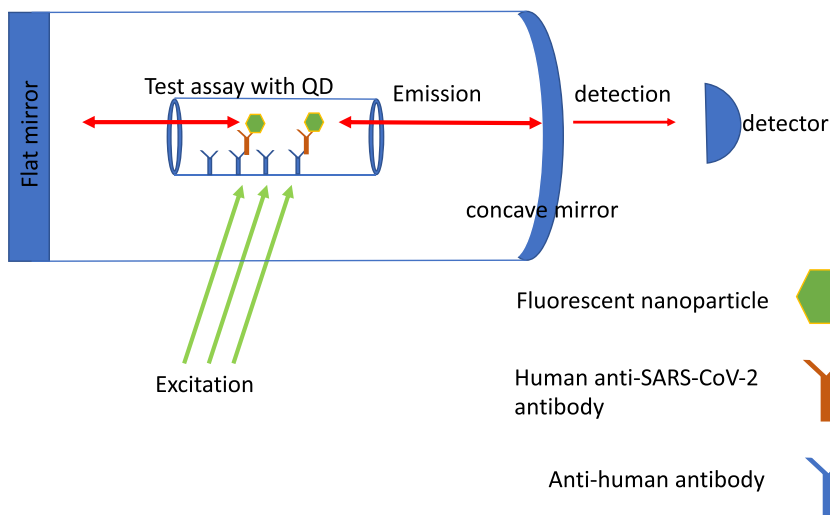 Flat mirror
Test assay with QD
Emission
detection
detector
concave mirror
Excitation
Fluorescent nanoparticle
Human anti-SARS-CoV-2
antibody
Anti-human antibody